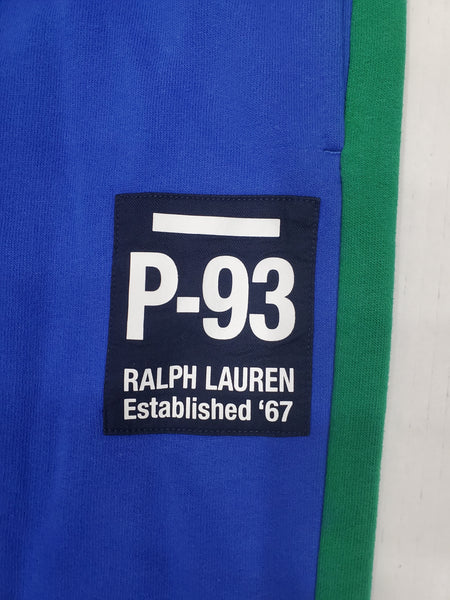 P-93
RALPH LAUREN
Established ‘67